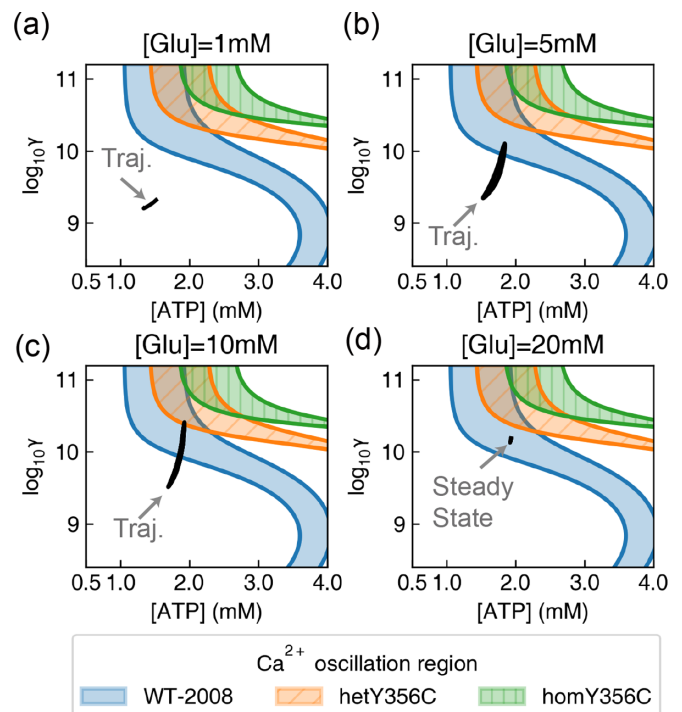 (a)
[Glu]=1mM
11
10
9
log₁₀γ
Traj.
0.5 1.0 2.0 3.0 4.0
[ATP] (mM)
(b)
[Glu]=5mM
11
10
9
log₁₀γ
Traj.
0.5 1.0 2.0 3.0 4.0
[ATP] (mM)
(c)
[Glu]=10mM
11
10
9
log₁₀γ
Traj.
0.5 1.0 2.0 3.0 4.0
[ATP] (mM)
(d)
[Glu]=20mM
11
10
9
log₁₀γ
Steady
State
0.5 1.0 2.0 3.0 4.0
[ATP] (mM)
Ca²⁺ oscillation region
WT-2008 hetY356C homY356C